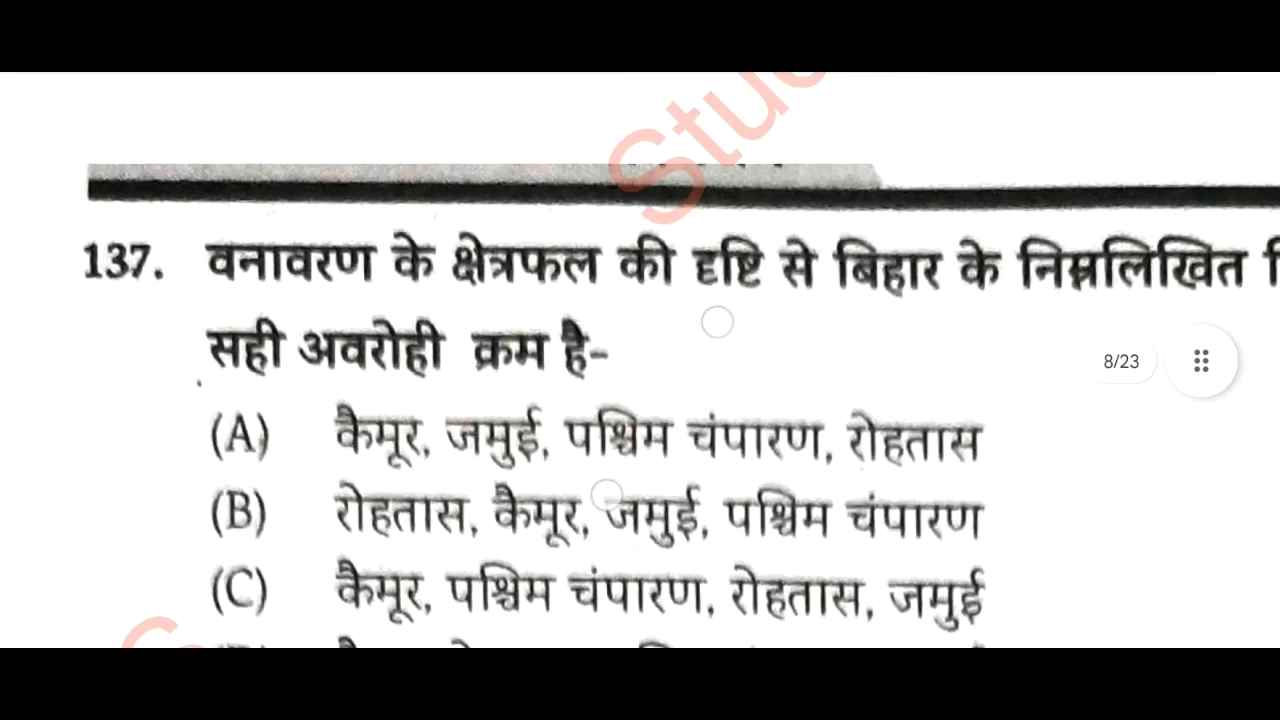 Stu
137. वनावरण के क्षेत्रफल की दृष्टि से बिहार के निम्नलिखित
सही अवरोही क्रम है-
8/23
(A) कैमूर, जमुई, पश्चिम चंपारण, रोहतास
(B) रोहतास, कैमूर, जमुई, पश्चिम चंपारण
(C) कैमूर, पश्चिम चंपारण, रोहतास, जमुई